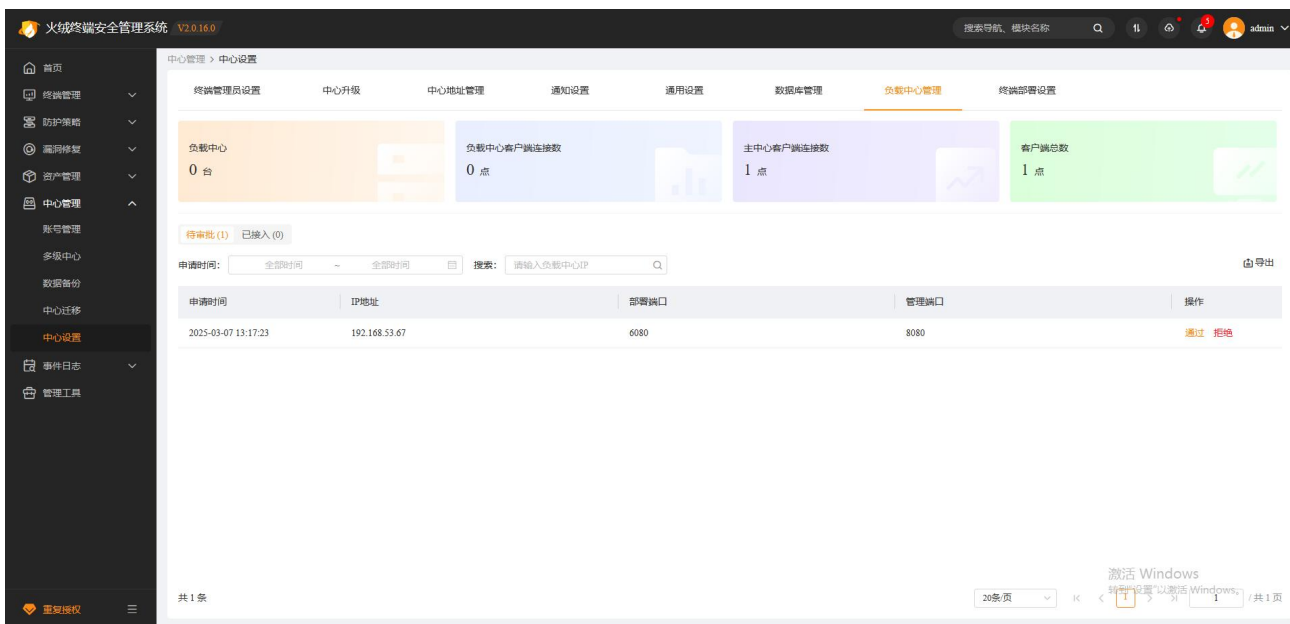 火绒终端安全管理系统 V2.0.16.0 搜索导航、模块名称 5 admin
首页
终端管理
防护策略
漏洞修复
资产管理
中心管理
账号管理
多级中心
数据备份
中心迁移
中心设置
事件日志
管理工具
重复授权
中心管理 > 中心设置
终端管理员设置 中心升级 中心地址管理 通知设置 通用设置 数据库管理 负载中心管理 终端部署设置
负载中心 负载中心客户端连接数 主中心客户端连接数 客户端总数
0 台 0 点 1 点 1 点
待审批 (1) 已接入 (0)
申请时间: 全部时间 ~ 全部时间 搜索: 请输入负载中心IP 导出
申请时间 IP地址 部署端口 管理端口 操作
2025-03-07 13:17:23 192.168.53.67 6080 8080 通过 拒绝
激活 Windows
转到"设置"以激活 Windows。
共 1 条 20条/页 1 1 / 共 1 页